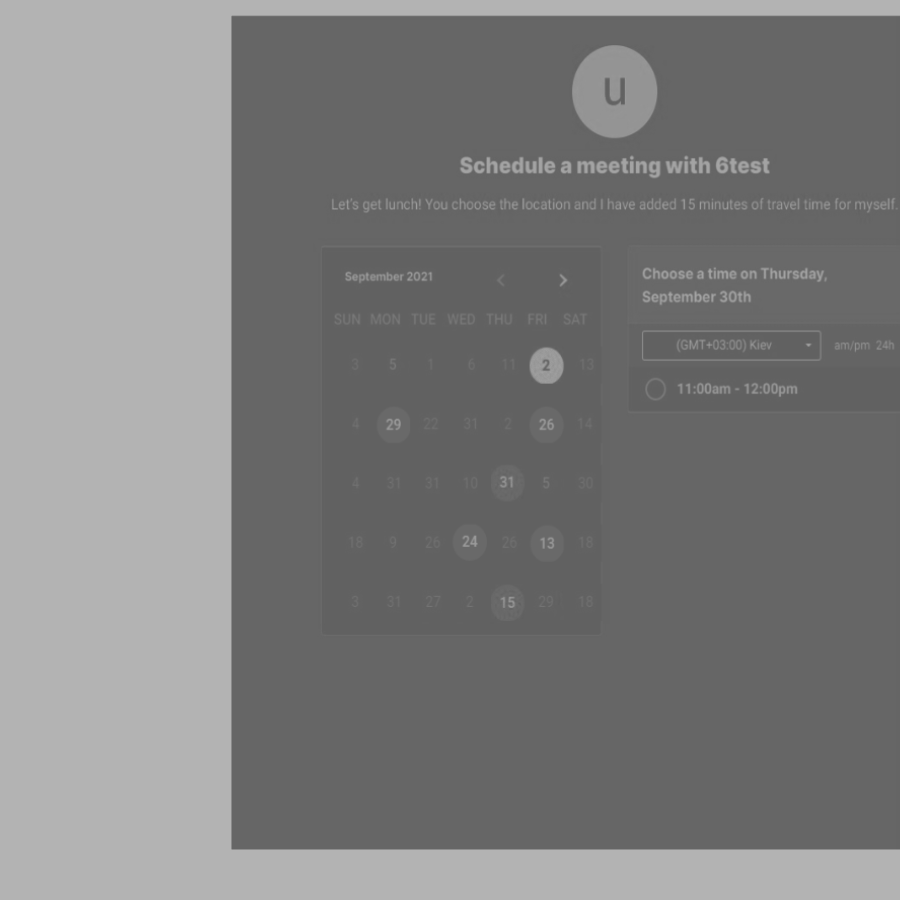 u
Schedule a meeting with 6test
Let's get lunch! You choose the location and I have added 15 minutes of travel time for myself.
September 2021
SUN MON TUE WED THU FRI SAT
3 5 1 6 11 2 13
4 29 22 31 2 26 14
4 31 31 10 31 5 30
18 9 26 24 26 13 18
3 31 27 2 15 29 18
Choose a time on Thursday,
September 30th
(GMT+03:00) Kiev am/pm 24h
11:00am - 12:00pm